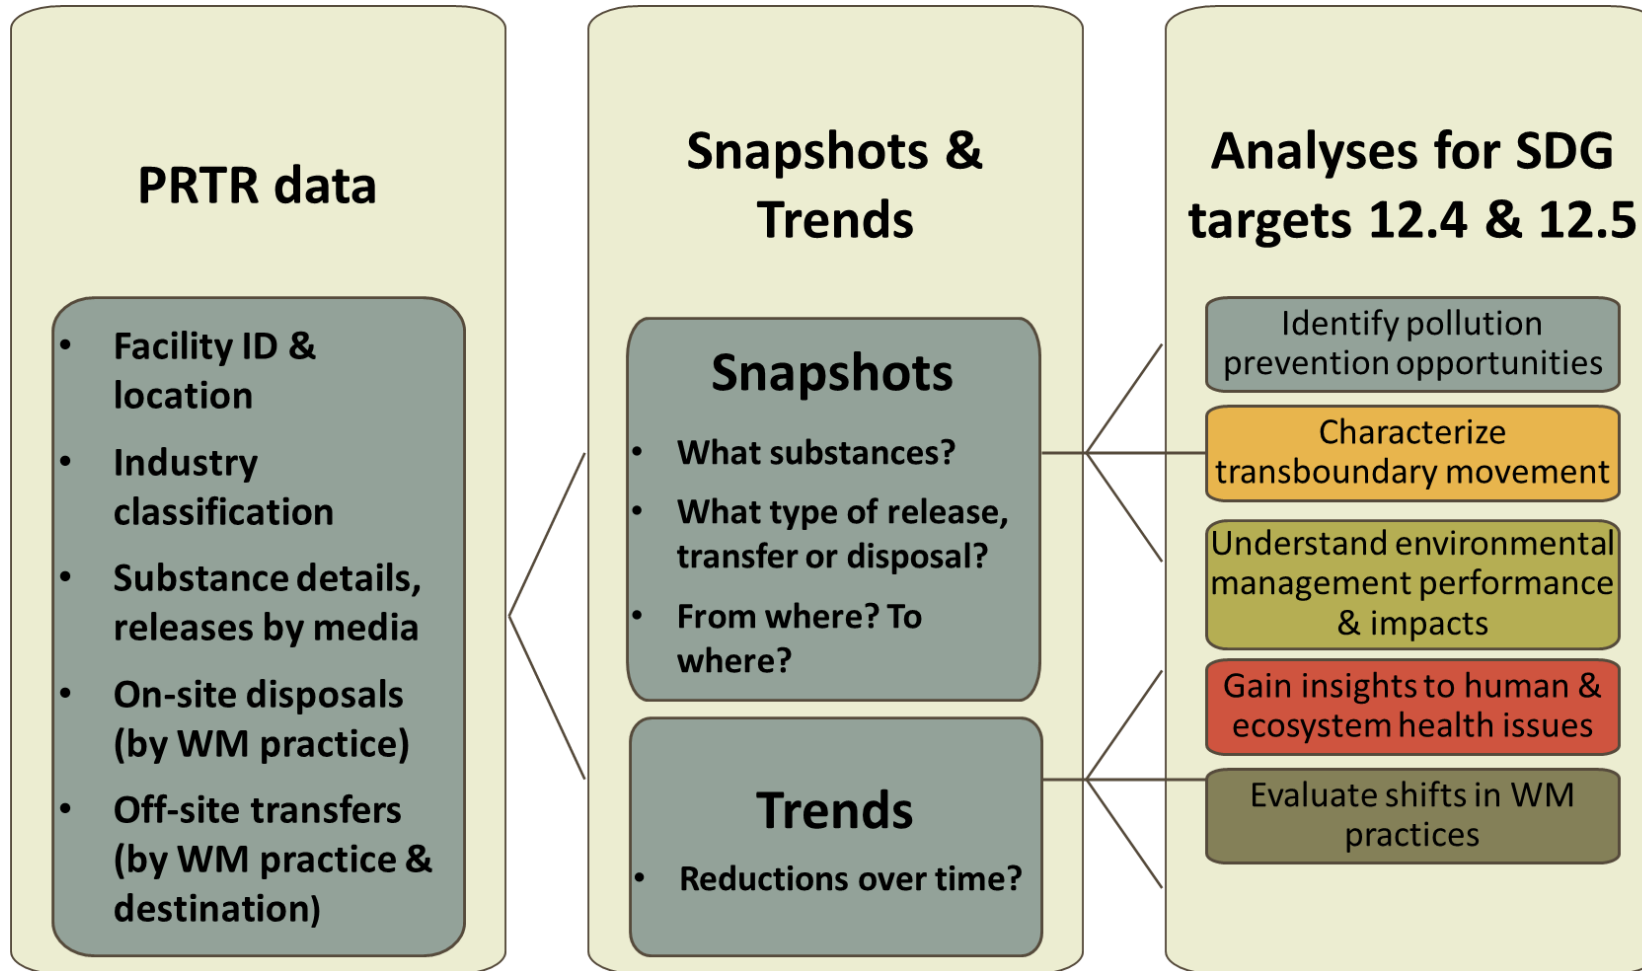 PRTR data
• Facility ID &
location
• Industry
classification
• Substance details,
releases by media
• On-site disposals
(by WM practice)
• Off-site transfers
(by WM practice &
destination)
Snapshots &
Trends
Snapshots
• What substances?
• What type of release,
transfer or disposal?
• From where? To
where?
Trends
• Reductions over time?
Analyses for SDG
targets 12.4 & 12.5
Identify pollution
prevention opportunities
Characterize
transboundary movement
Understand environmental
management performance
& impacts
Gain insights to human &
ecosystem health issues
Evaluate shifts in WM
practices